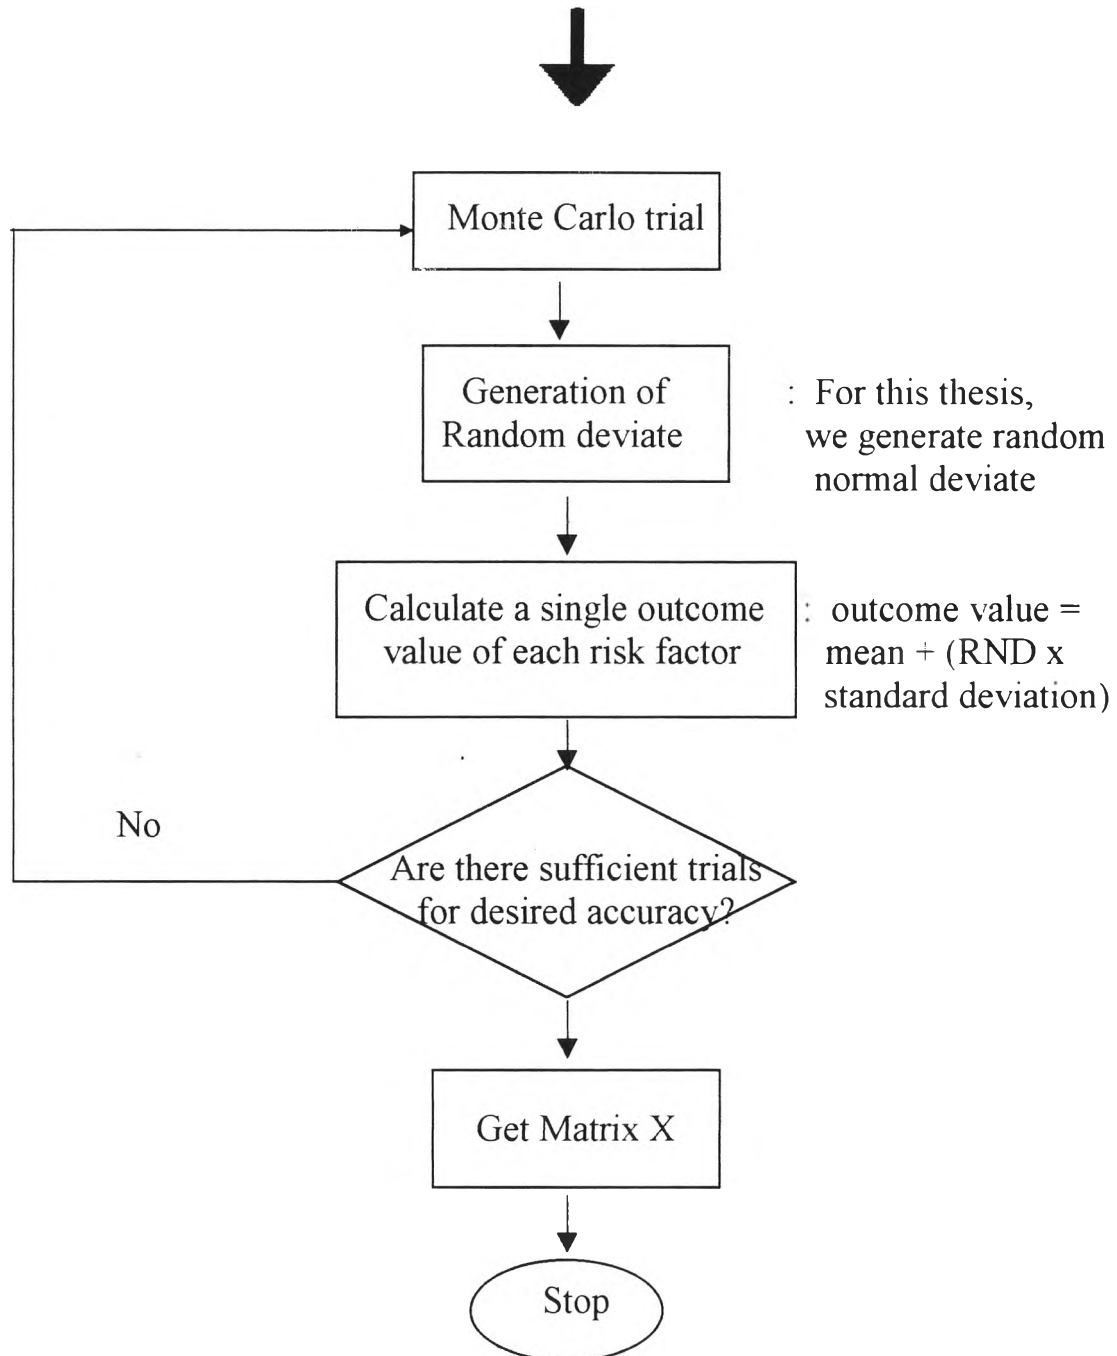 Monte Carlo trial
Generation of
Random deviate
: For this thesis,
we generate random
normal deviate
Calculate a single outcome
value of each risk factor
: outcome value =
mean + (RND x
standard deviation)
No
Are there sufficient trials
for desired accuracy?
Get Matrix X
Stop